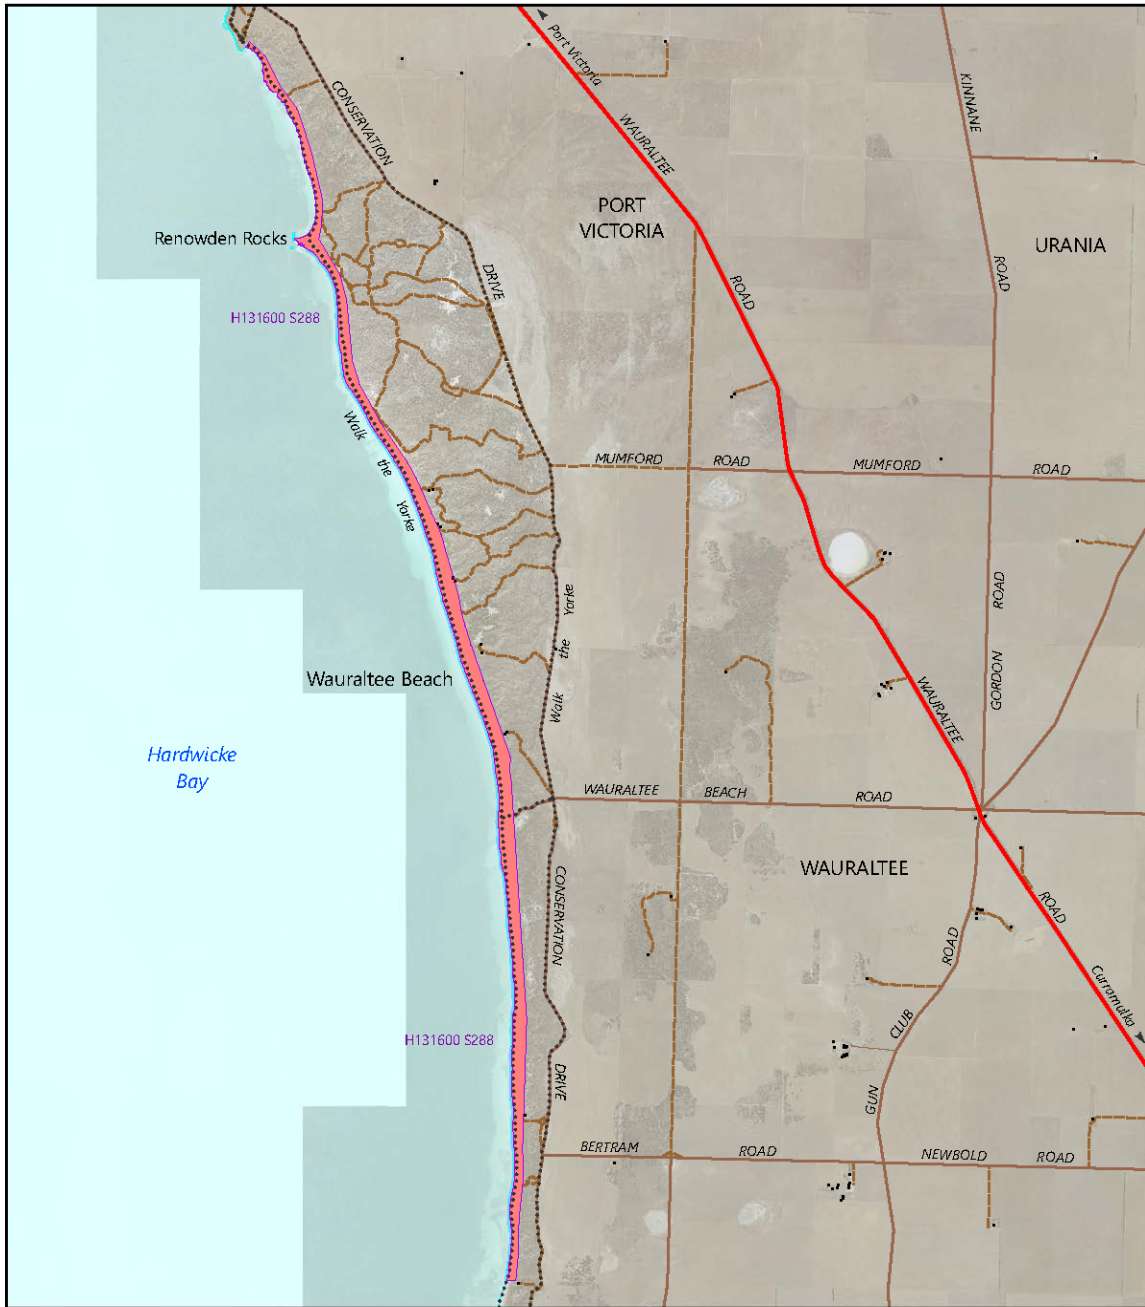 Port Victoria
CONSERVATION
KINNANE
WAURALTEE
PORT
VICTORIA
Renowden Rocks
URANIA
DRIVE
ROAD
ROAD
H131600 S288
Walk
the
Yorke
MUMFORD
ROAD
MUMFORD
ROAD
ROAD
Yorke
the
Walk
GORDON
Wauraltee Beach
WAURALTEE
Hardwicke
Bay
WAURALTEE
BEACH
ROAD
WAURALTEE
CONSERVATION
ROAD
ROAD
Curramulka
CLUB
H131600 S288
DRIVE
GUN
BERTRAM
ROAD
NEWBOLD
ROAD